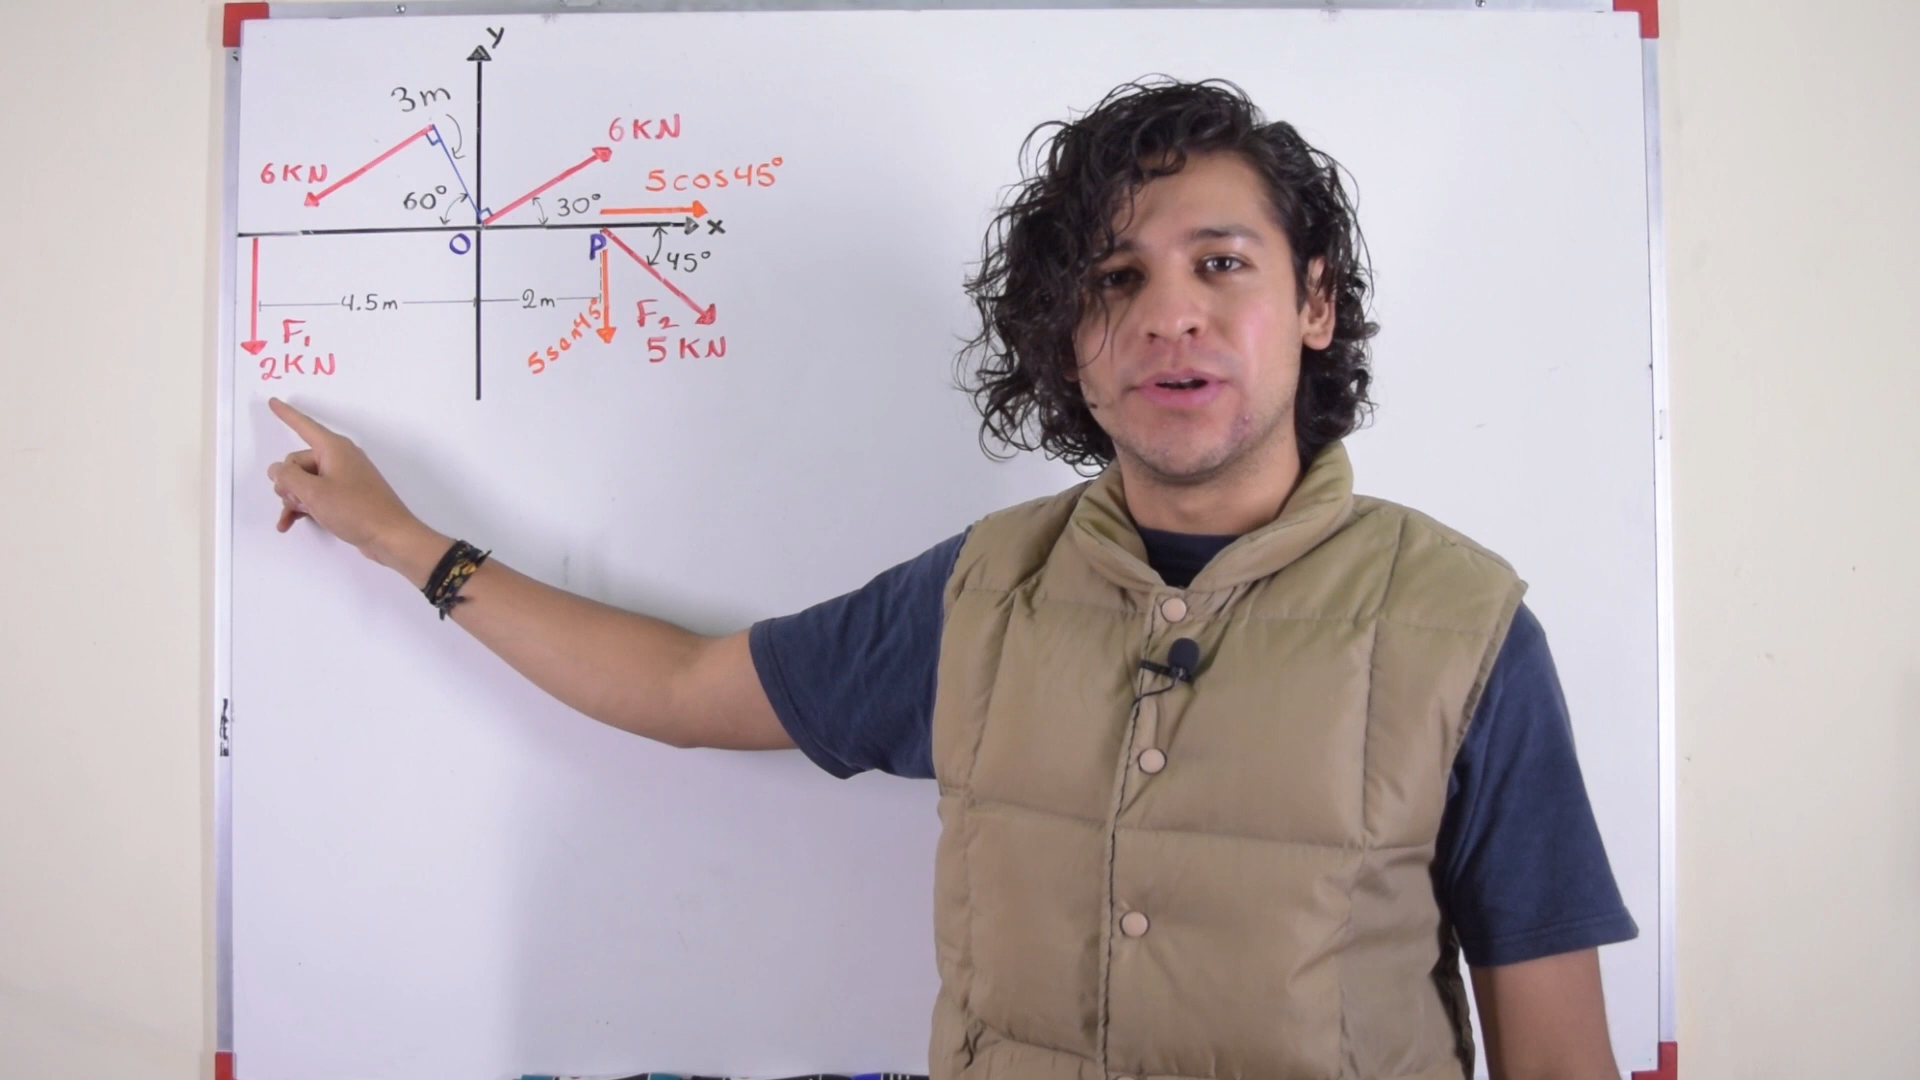 y
3m
6KN
6KN
5cos45°
60°
30°
x
O
P
45°
4.5m
2m
F₁
2KN
5sen45°
F₂
5KN